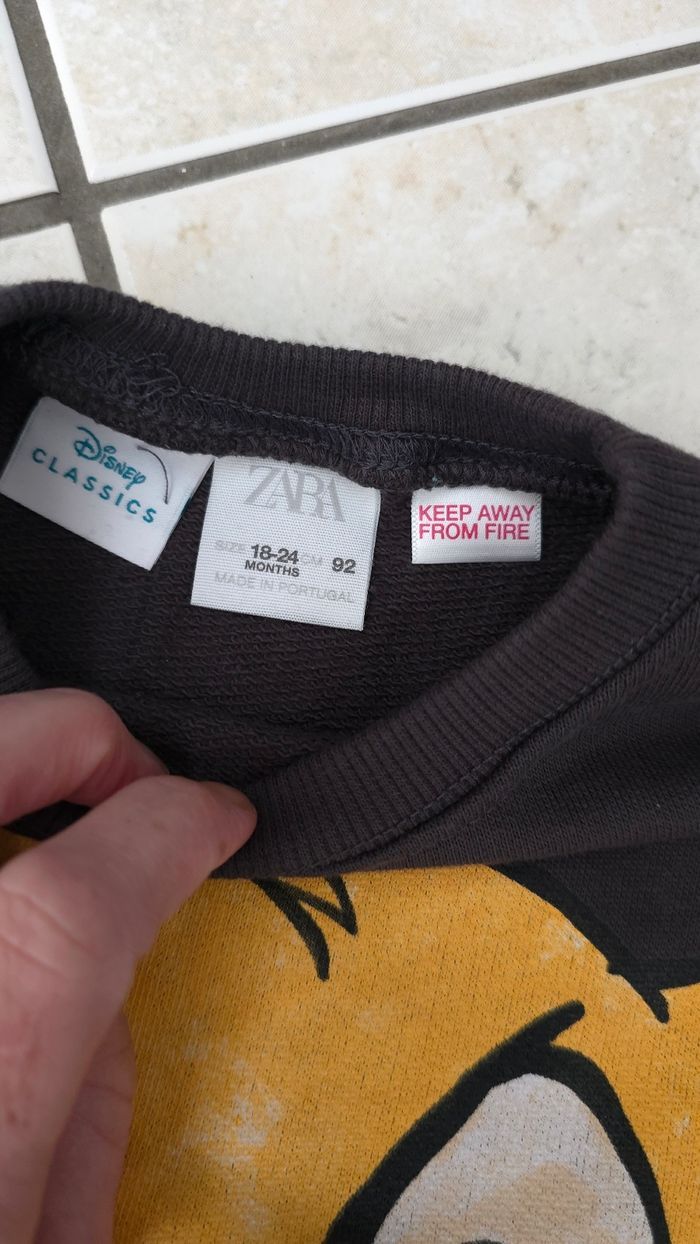 Disney
CLASSICS
ZARA
SIZE 18-24 CM 92
MONTHS
MADE IN PORTUGAL
KEEP AWAY
FROM FIRE